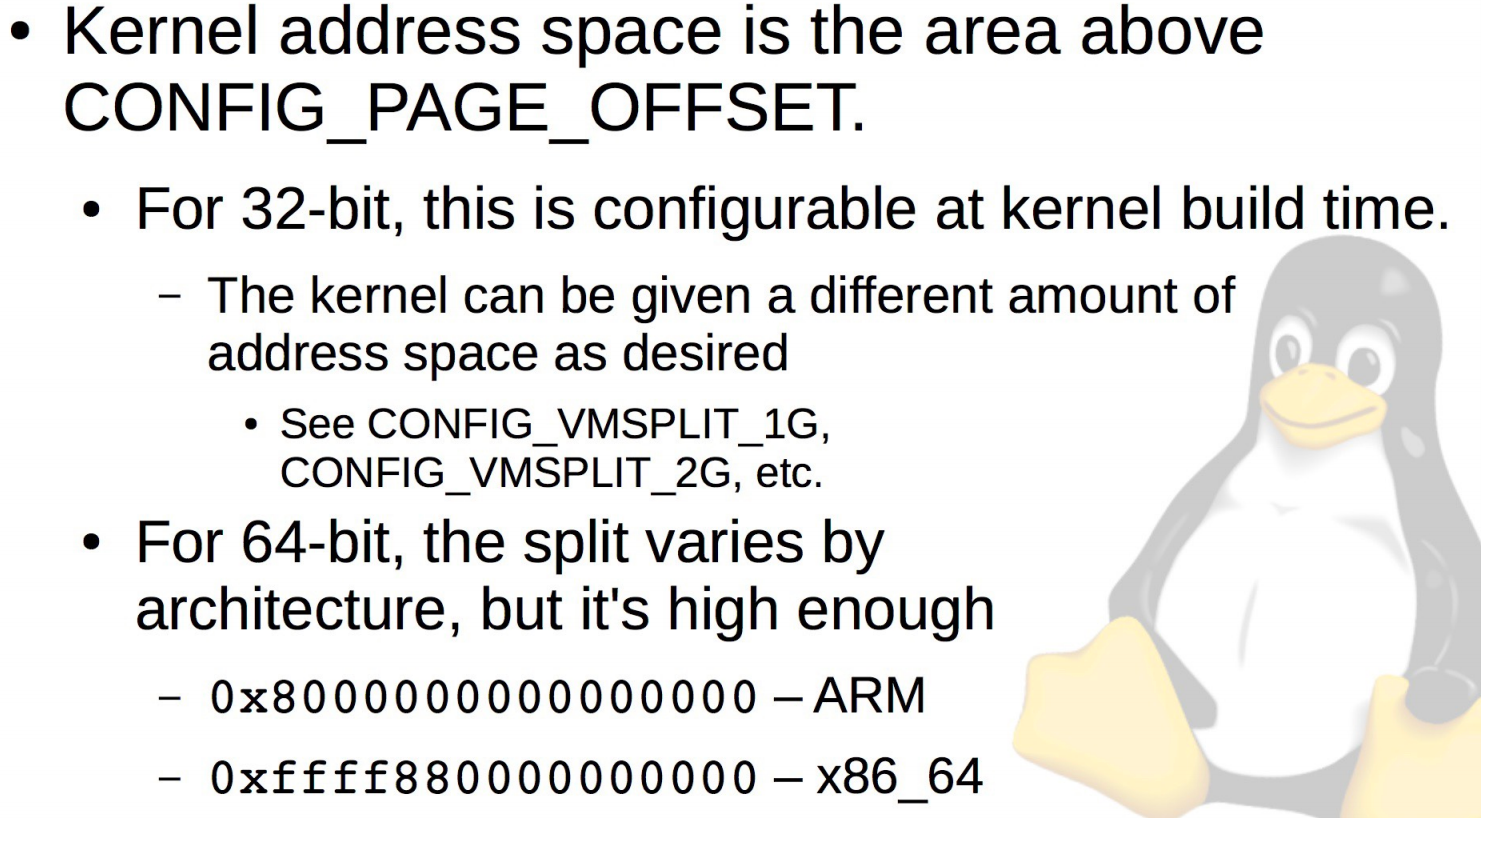 • Kernel address space is the area above
CONFIG_PAGE_OFFSET.
• For 32-bit, this is configurable at kernel build time.
– The kernel can be given a different amount of
address space as desired
• See CONFIG_VMSPLIT_1G,
CONFIG_VMSPLIT_2G, etc.
• For 64-bit, the split varies by
architecture, but it's high enough
– 0x8000000000000000 – ARM
– 0xffff880000000000 – x86_64